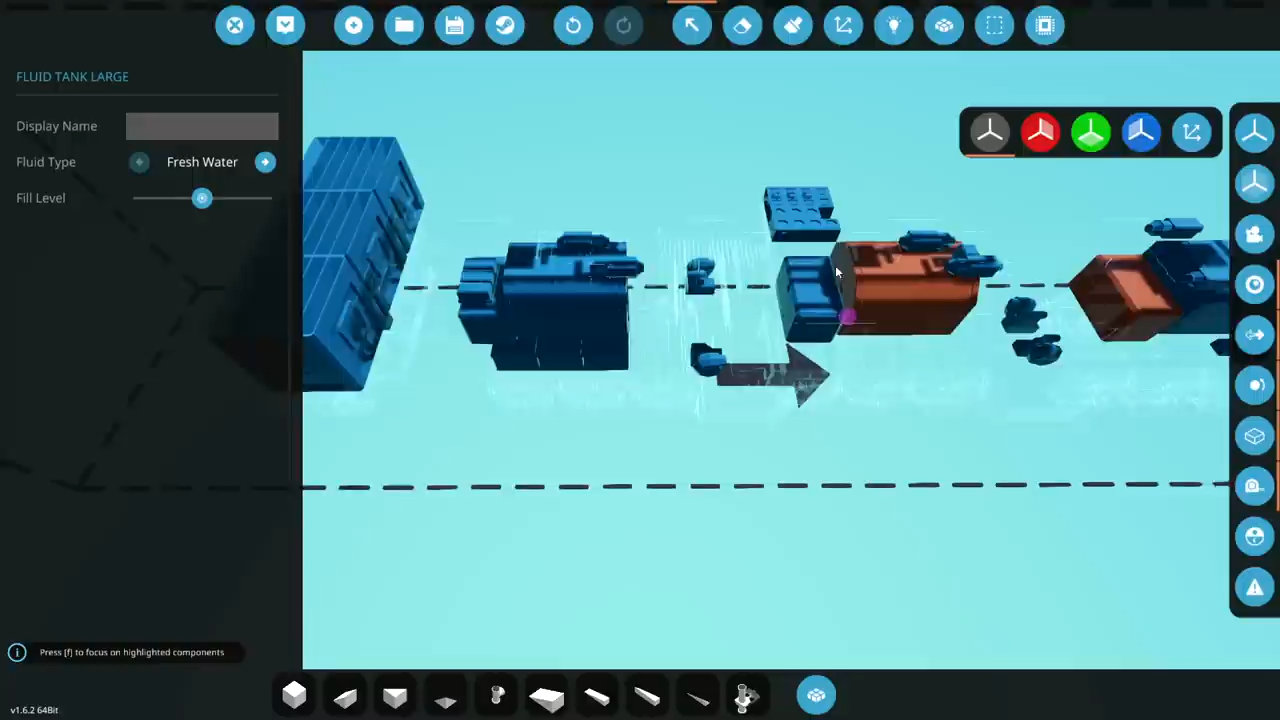 FLUID TANK LARGE
Display Name
Fluid Type
Fresh Water
Fill Level
Press [f] to focus on highlighted components
v1.6.2 64Bit